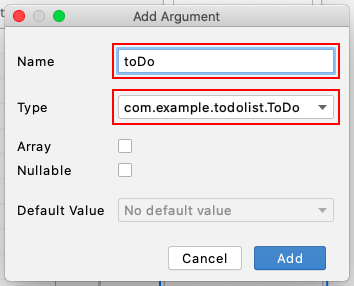 Add Argument
Name
toDo
Type
com.example.todolist.ToDo
Array
Nullable
Default Value
No default value
Cancel
Add